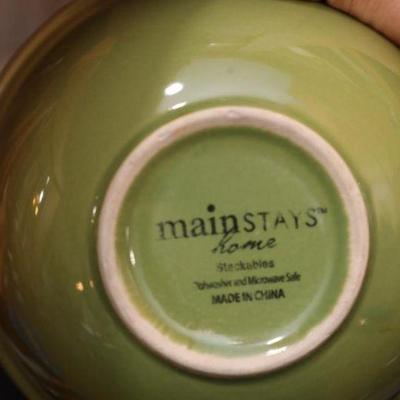 mainSTAYS™
home
Stackables
Dishwasher and Microwave Safe
MADE IN CHINA